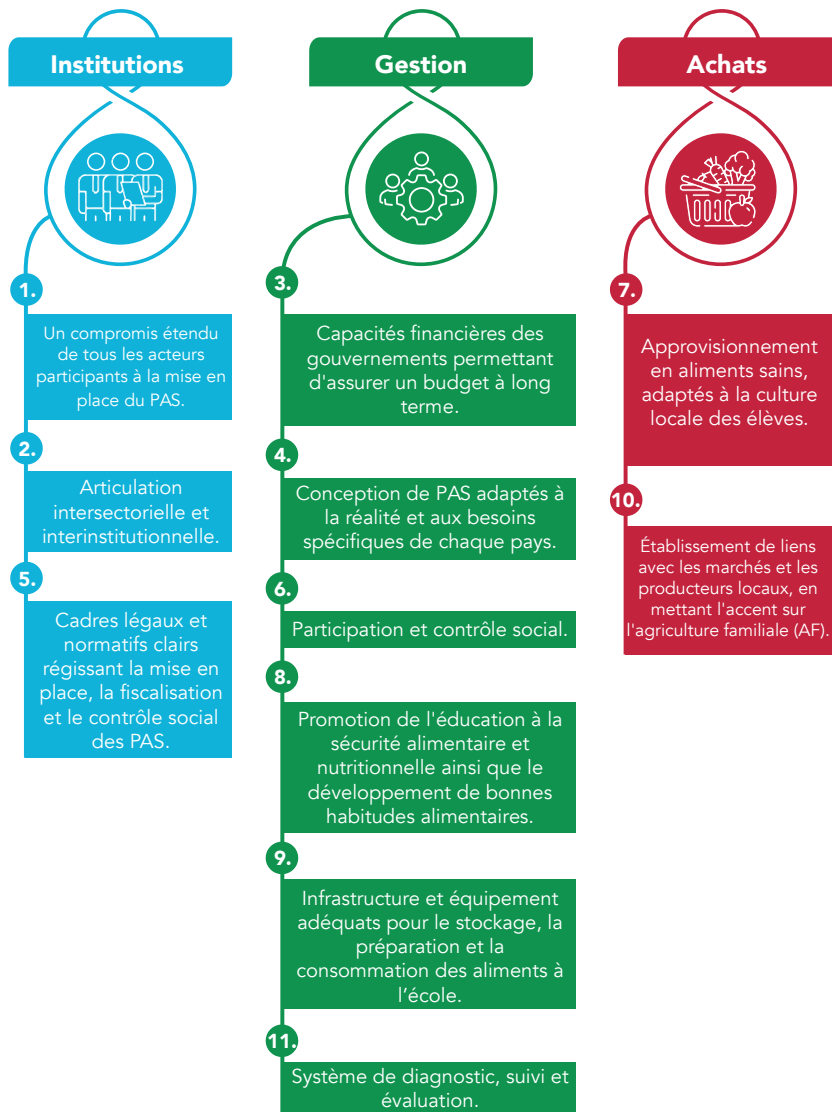 Institutions
1.
Un compromis étendu
de tous les acteurs
participants à la mise en
place du PAS.
2.
Articulation
intersectorielle et
interinstitutionnelle.
5.
Cadres légaux et
normatifs clairs
régissant la mise en
place, la fiscalisation
et le contrôle social
des PAS.
Gestion
3.
Capacités financières des
gouvernements permettant
d'assurer un budget à long
terme.
4.
Conception de PAS adaptés à
la réalité et aux besoins
spécifiques de chaque pays.
6.
Participation et contrôle social.
8.
Promotion de l'éducation à la
sécurité alimentaire et
nutritionnelle ainsi que le
développement de bonnes
habitudes alimentaires.
9.
Infrastructure et équipement
adéquats pour le stockage, la
préparation et la
consommation des aliments à
l’école.
11.
Système de diagnostic, suivi et
évaluation.
Achats
7.
Approvisionnement
en aliments sains,
adaptés à la culture
locale des élèves.
10.
Établissement de liens
avec les marchés et les
producteurs locaux, en
mettant l'accent sur
l'agriculture familiale (AF).